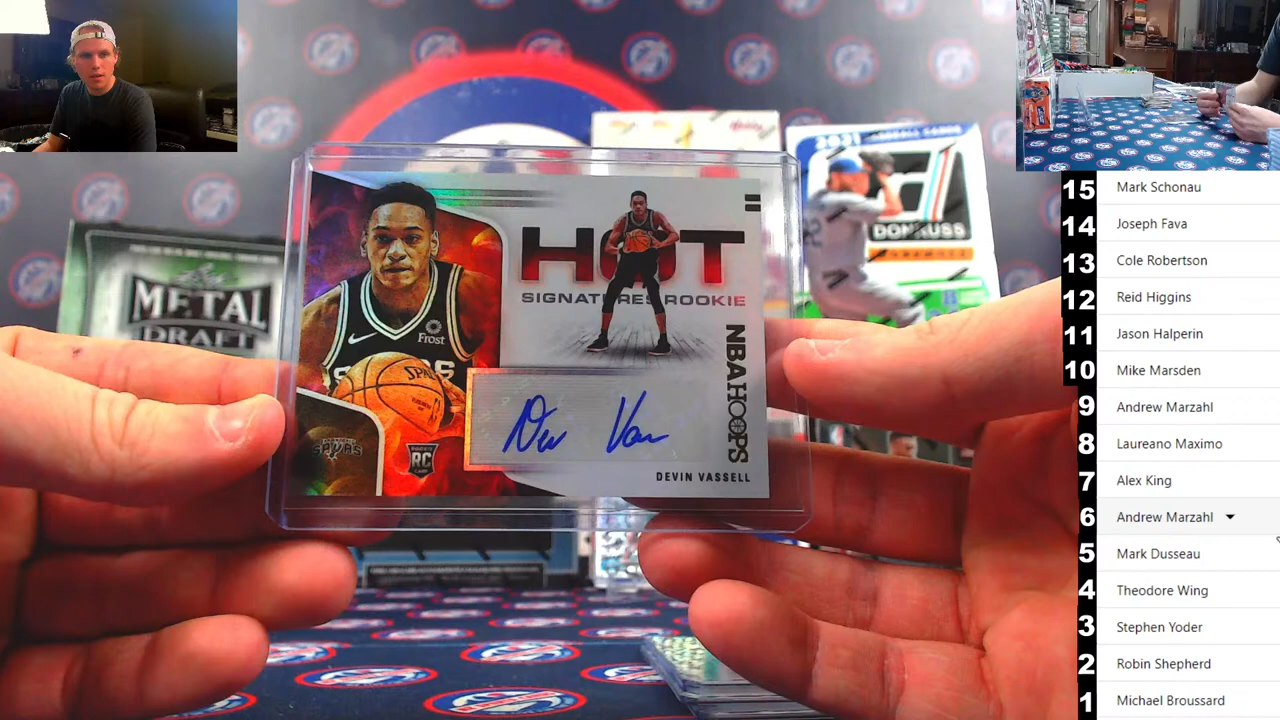 HOT
SIGNATURES ROOKIE
NBA HOOPS
Frost
SPURS
RC
DEVIN VASSELL
METAL
DRAFT
2021
DONRUSS
15 Mark Schonau
14 Joseph Fava
13 Cole Robertson
12 Reid Higgins
11 Jason Halperin
10 Mike Marsden
9 Andrew Marzahl
8 Laureano Maximo
7 Alex King
6 Andrew Marzahl
5 Mark Dusseau
4 Theodore Wing
3 Stephen Yoder
2 Robin Shepherd
1 Michael Broussard